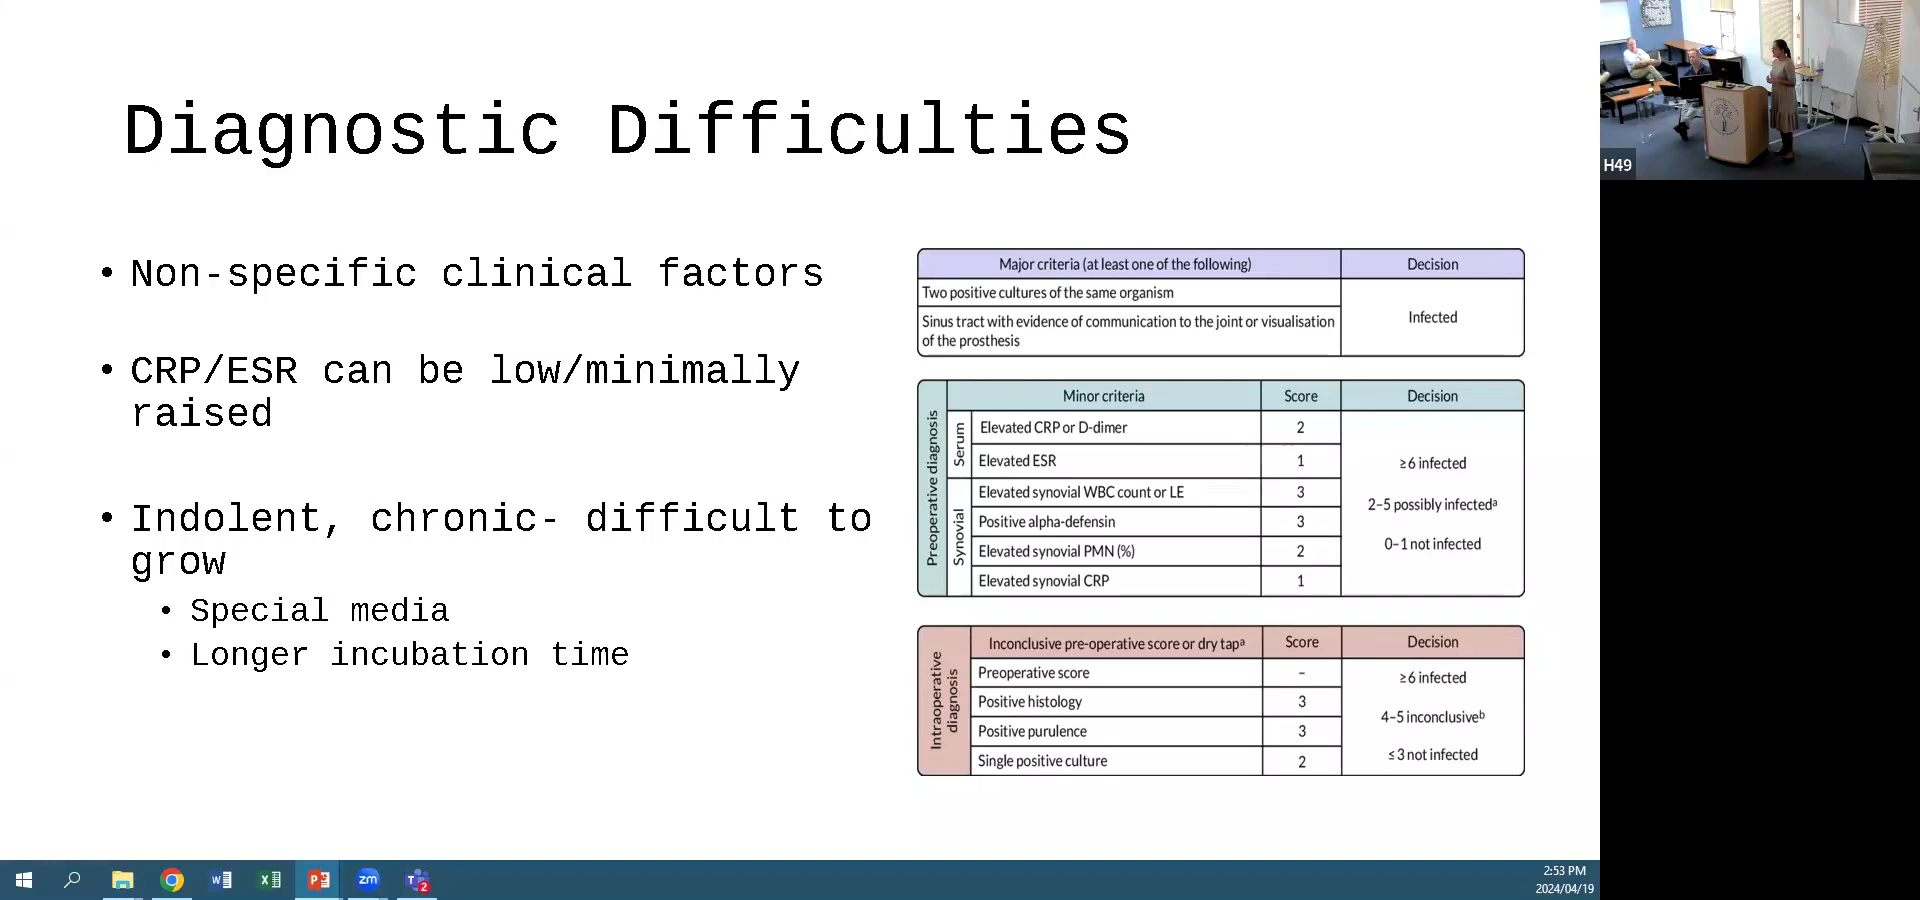 Diagnostic Difficulties
• Non-specific clinical factors
• CRP/ESR can be low/minimally
raised
• Indolent, chronic- difficult to
grow
• Special media
• Longer incubation time
Major criteria (at least one of the following)
Decision
Two positive cultures of the same organism
Sinus tract with evidence of communication to the joint or visualisation
of the prosthesis
Infected
Preoperative diagnosis
Minor criteria
Score
Decision
Serum
Elevated CRP or D-dimer
2
Elevated ESR
1
Synovial
Elevated synovial WBC count or LE
3
Positive alpha-defensin
3
Elevated synovial PMN (%)
2
Elevated synovial CRP
1
≥6 infected
2–5 possibly infectedᵃ
0–1 not infected
Intraoperative
diagnosis
Inconclusive pre-operative score or dry tapᵃ
Score
Decision
Preoperative score
–
Positive histology
3
Positive purulence
3
Single positive culture
2
≥6 infected
4–5 inconclusiveᵇ
≤3 not infected
H49
2:53 PM
2024/04/19
zm
2